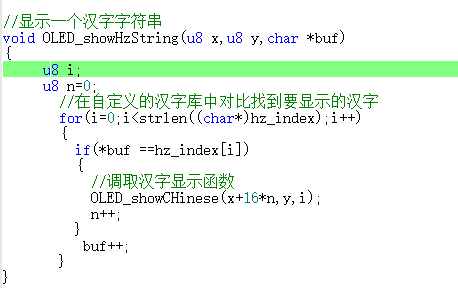 //显示一个汉字字符串
void OLED_showHzString(u8 x,u8 y,char *buf)
{
u8 i;
u8 n=0;
//在自定义的汉字库中对比找到要显示的汉字
for(i=0;i<strlen((char*)hz_index);i++)
{
if(*buf ==hz_index[i])
{
//调取汉字显示函数
OLED_showCHinese(x+16*n,y,i);
n++;
}
buf++;
}
}